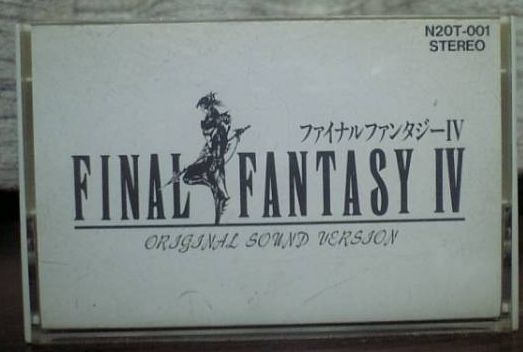 N20T-001
STEREO
ファイナルファンタジーIV
FINAL FANTASY IV
ORIGINAL SOUND VERSION